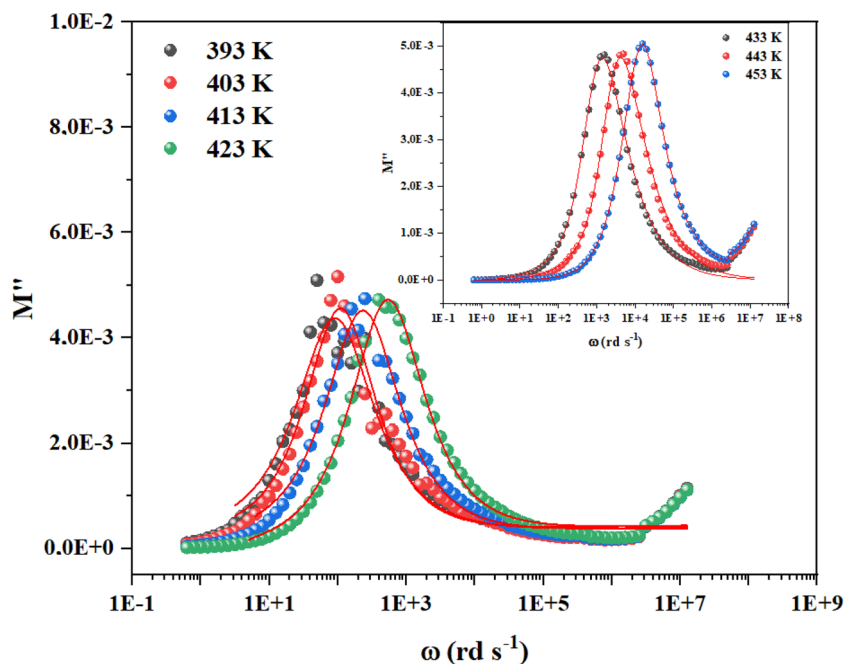 1.0E-2
8.0E-3
6.0E-3
4.0E-3
2.0E-3
0.0E+0
M"
393 K
403 K
413 K
423 K
1E-1
1E+1
1E+3
1E+5
1E+7
1E+9
ω (rd s-1)
5.0E-3
4.0E-3
3.0E-3
2.0E-3
1.0E-3
0.0E+0
M"
433 K
443 K
453 K
1E-1
1E+0
1E+1
1E+2
1E+3
1E+4
1E+5
1E+6
1E+7
1E+8
ω (rd s-1)